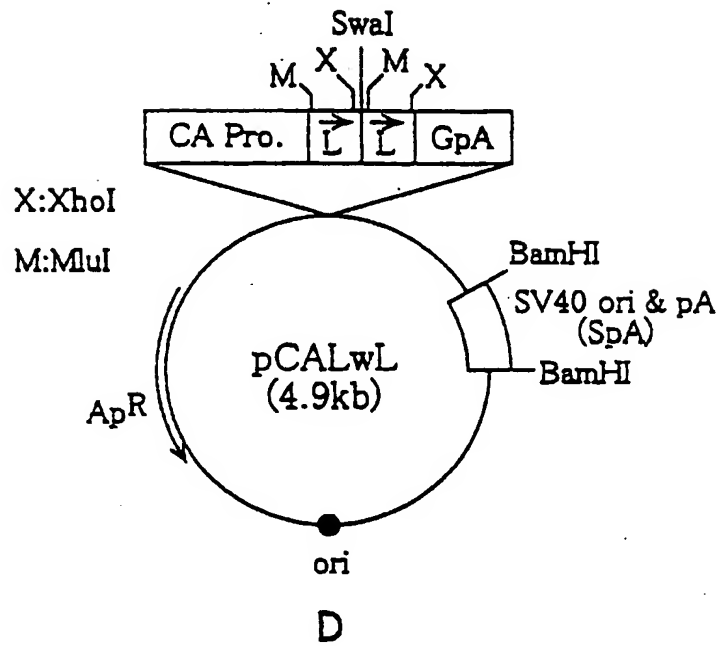 SwaI
M X M X
CA Pro. L L GpA
X:XhoI
M:MluI
BamHI
SV40 ori & pA
(SpA)
BamHI
pCALwL
(4.9kb)
ApR
ori
D